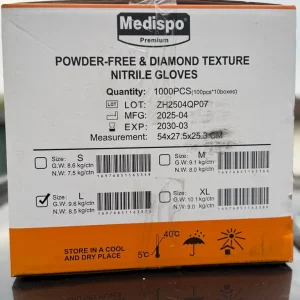 Medispo
Premium
POWDER-FREE & DIAMOND TEXTURE
NITRILE GLOVES
Quantity: 1000PCS(100pcs*10boxes)
LOT LOT: ZH2504QP07
MFG: 2025-04
EXP: 2030-03
Measurement: 54x27.5x25.3CM
Size: S
G.W: 8.6 kg/ctn
N.W: 7.5 kg/ctn
Size: M
G.W: 9.1 kg/ctn
N.W: 8.0 kg/ctn
Size: L
G.W: 9.6 kg/ctn
N.W: 8.5 kg/ctn
Size: XL
G.W: 10.1 kg/ctn
N.W: 9.0 kg/ctn
STORE IN A COOL
AND DRY PLACE
5℃
40℃